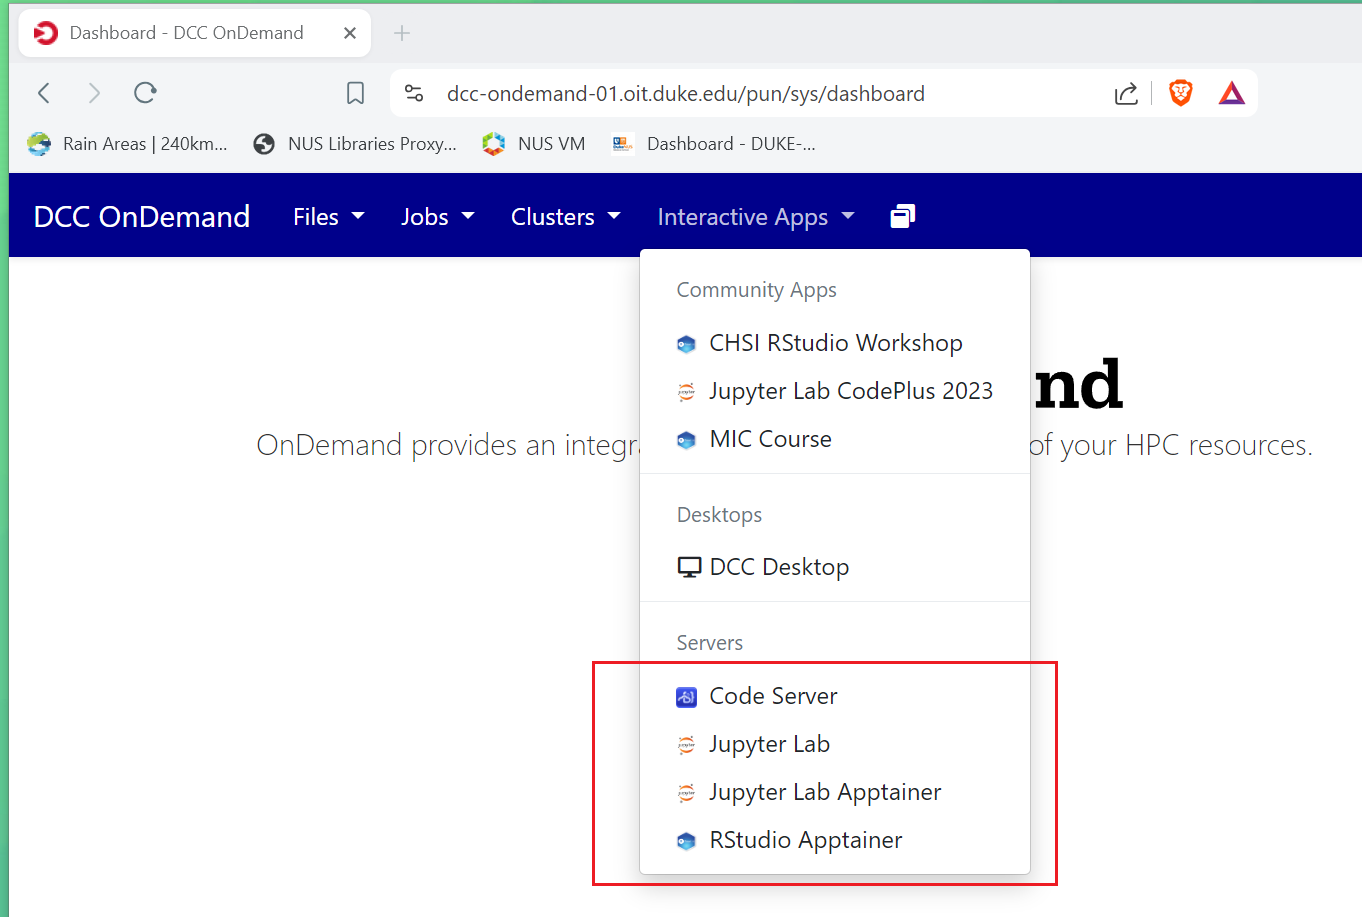 Dashboard - DCC OnDemand
dcc-ondemand-01.oit.duke.edu/pun/sys/dashboard
Rain Areas | 240km... NUS Libraries Proxy... NUS VM Dashboard - DUKE-...
DCC OnDemand Files Jobs Clusters Interactive Apps
Community Apps
CHSI RStudio Workshop
Jupyter Lab CodePlus 2023
MIC Course
nd
OnDemand provides an integra of your HPC resources.
Desktops
DCC Desktop
Servers
Code Server
Jupyter Lab
Jupyter Lab Apptainer
RStudio Apptainer